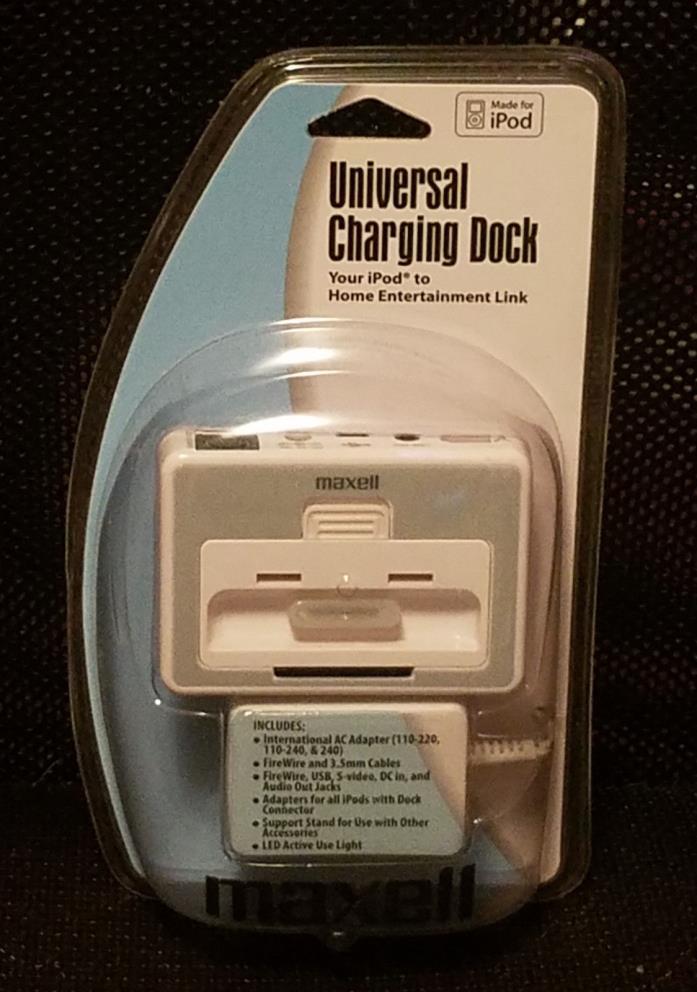 Made for
iPod
Universal
Charging Dock
Your iPod® to
Home Entertainment Link
maxell
INCLUDES:
• International AC Adapter (110-220,
110-240, & 240)
• FireWire and 3.5mm Cables
• FireWire, USB, S-video, DC in, and
Audio Out Jacks
• Adapters for all iPods with Dock
Connector
• Support Stand for Use with Other
Accessories
• LED Active Use Light
maxell